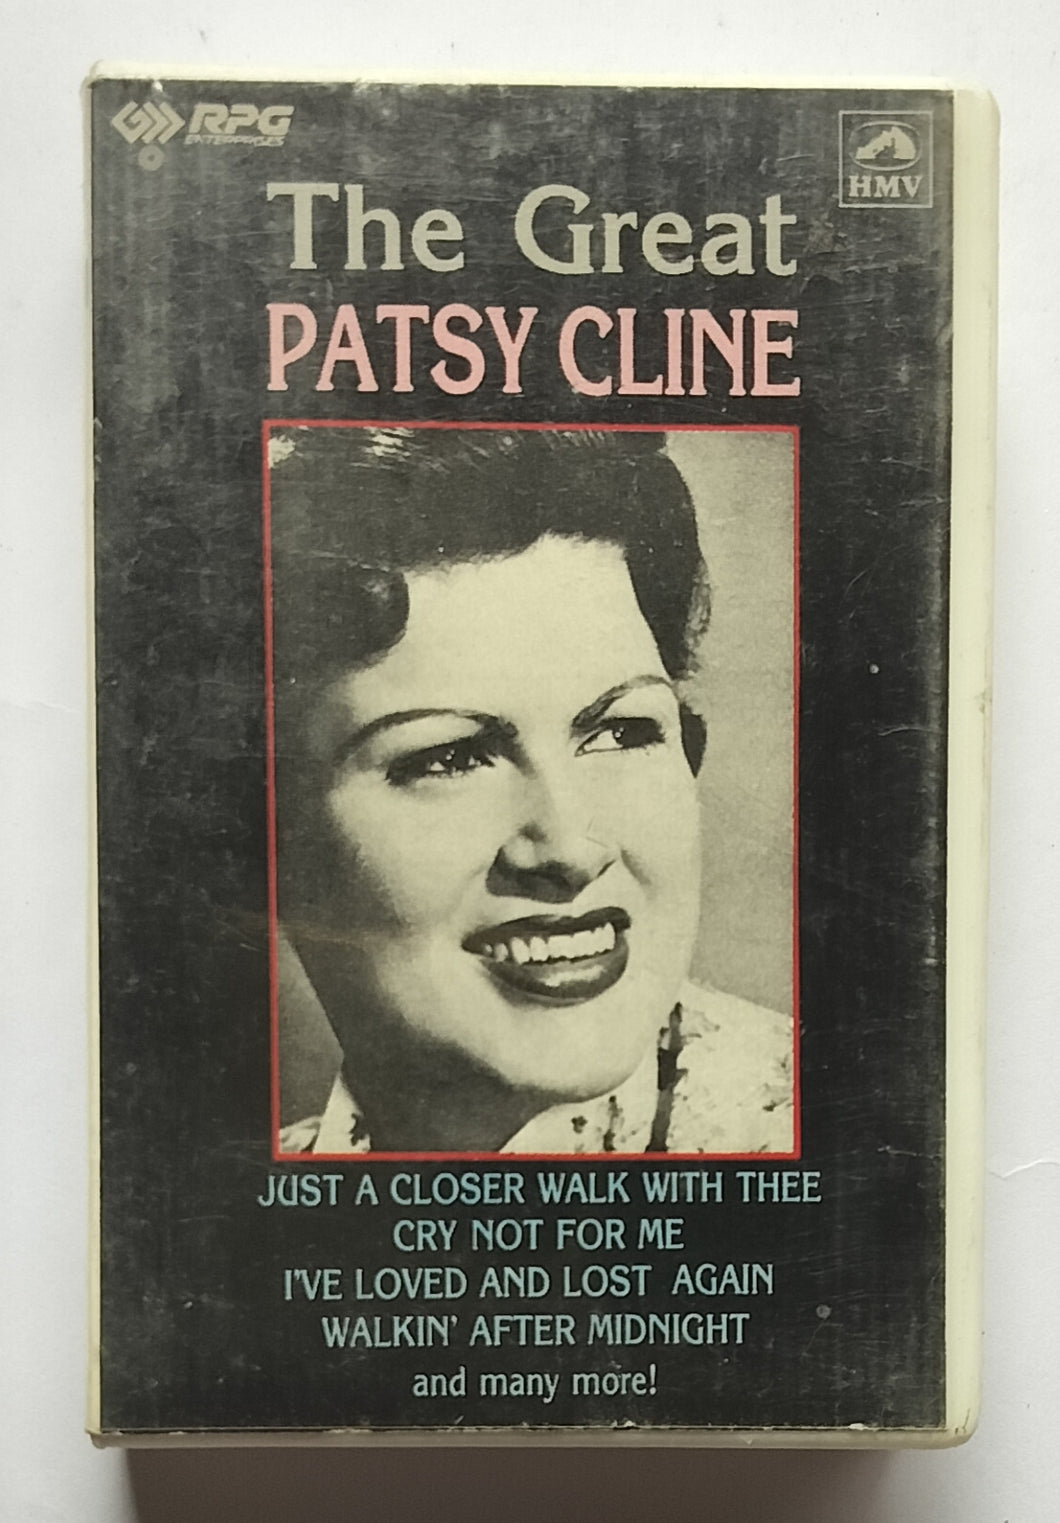 RPG
ENTERPRISES
HMV
The Great
PATSY CLINE
JUST A CLOSER WALK WITH THEE
CRY NOT FOR ME
I'VE LOVED AND LOST AGAIN
WALKIN' AFTER MIDNIGHT
and many more!